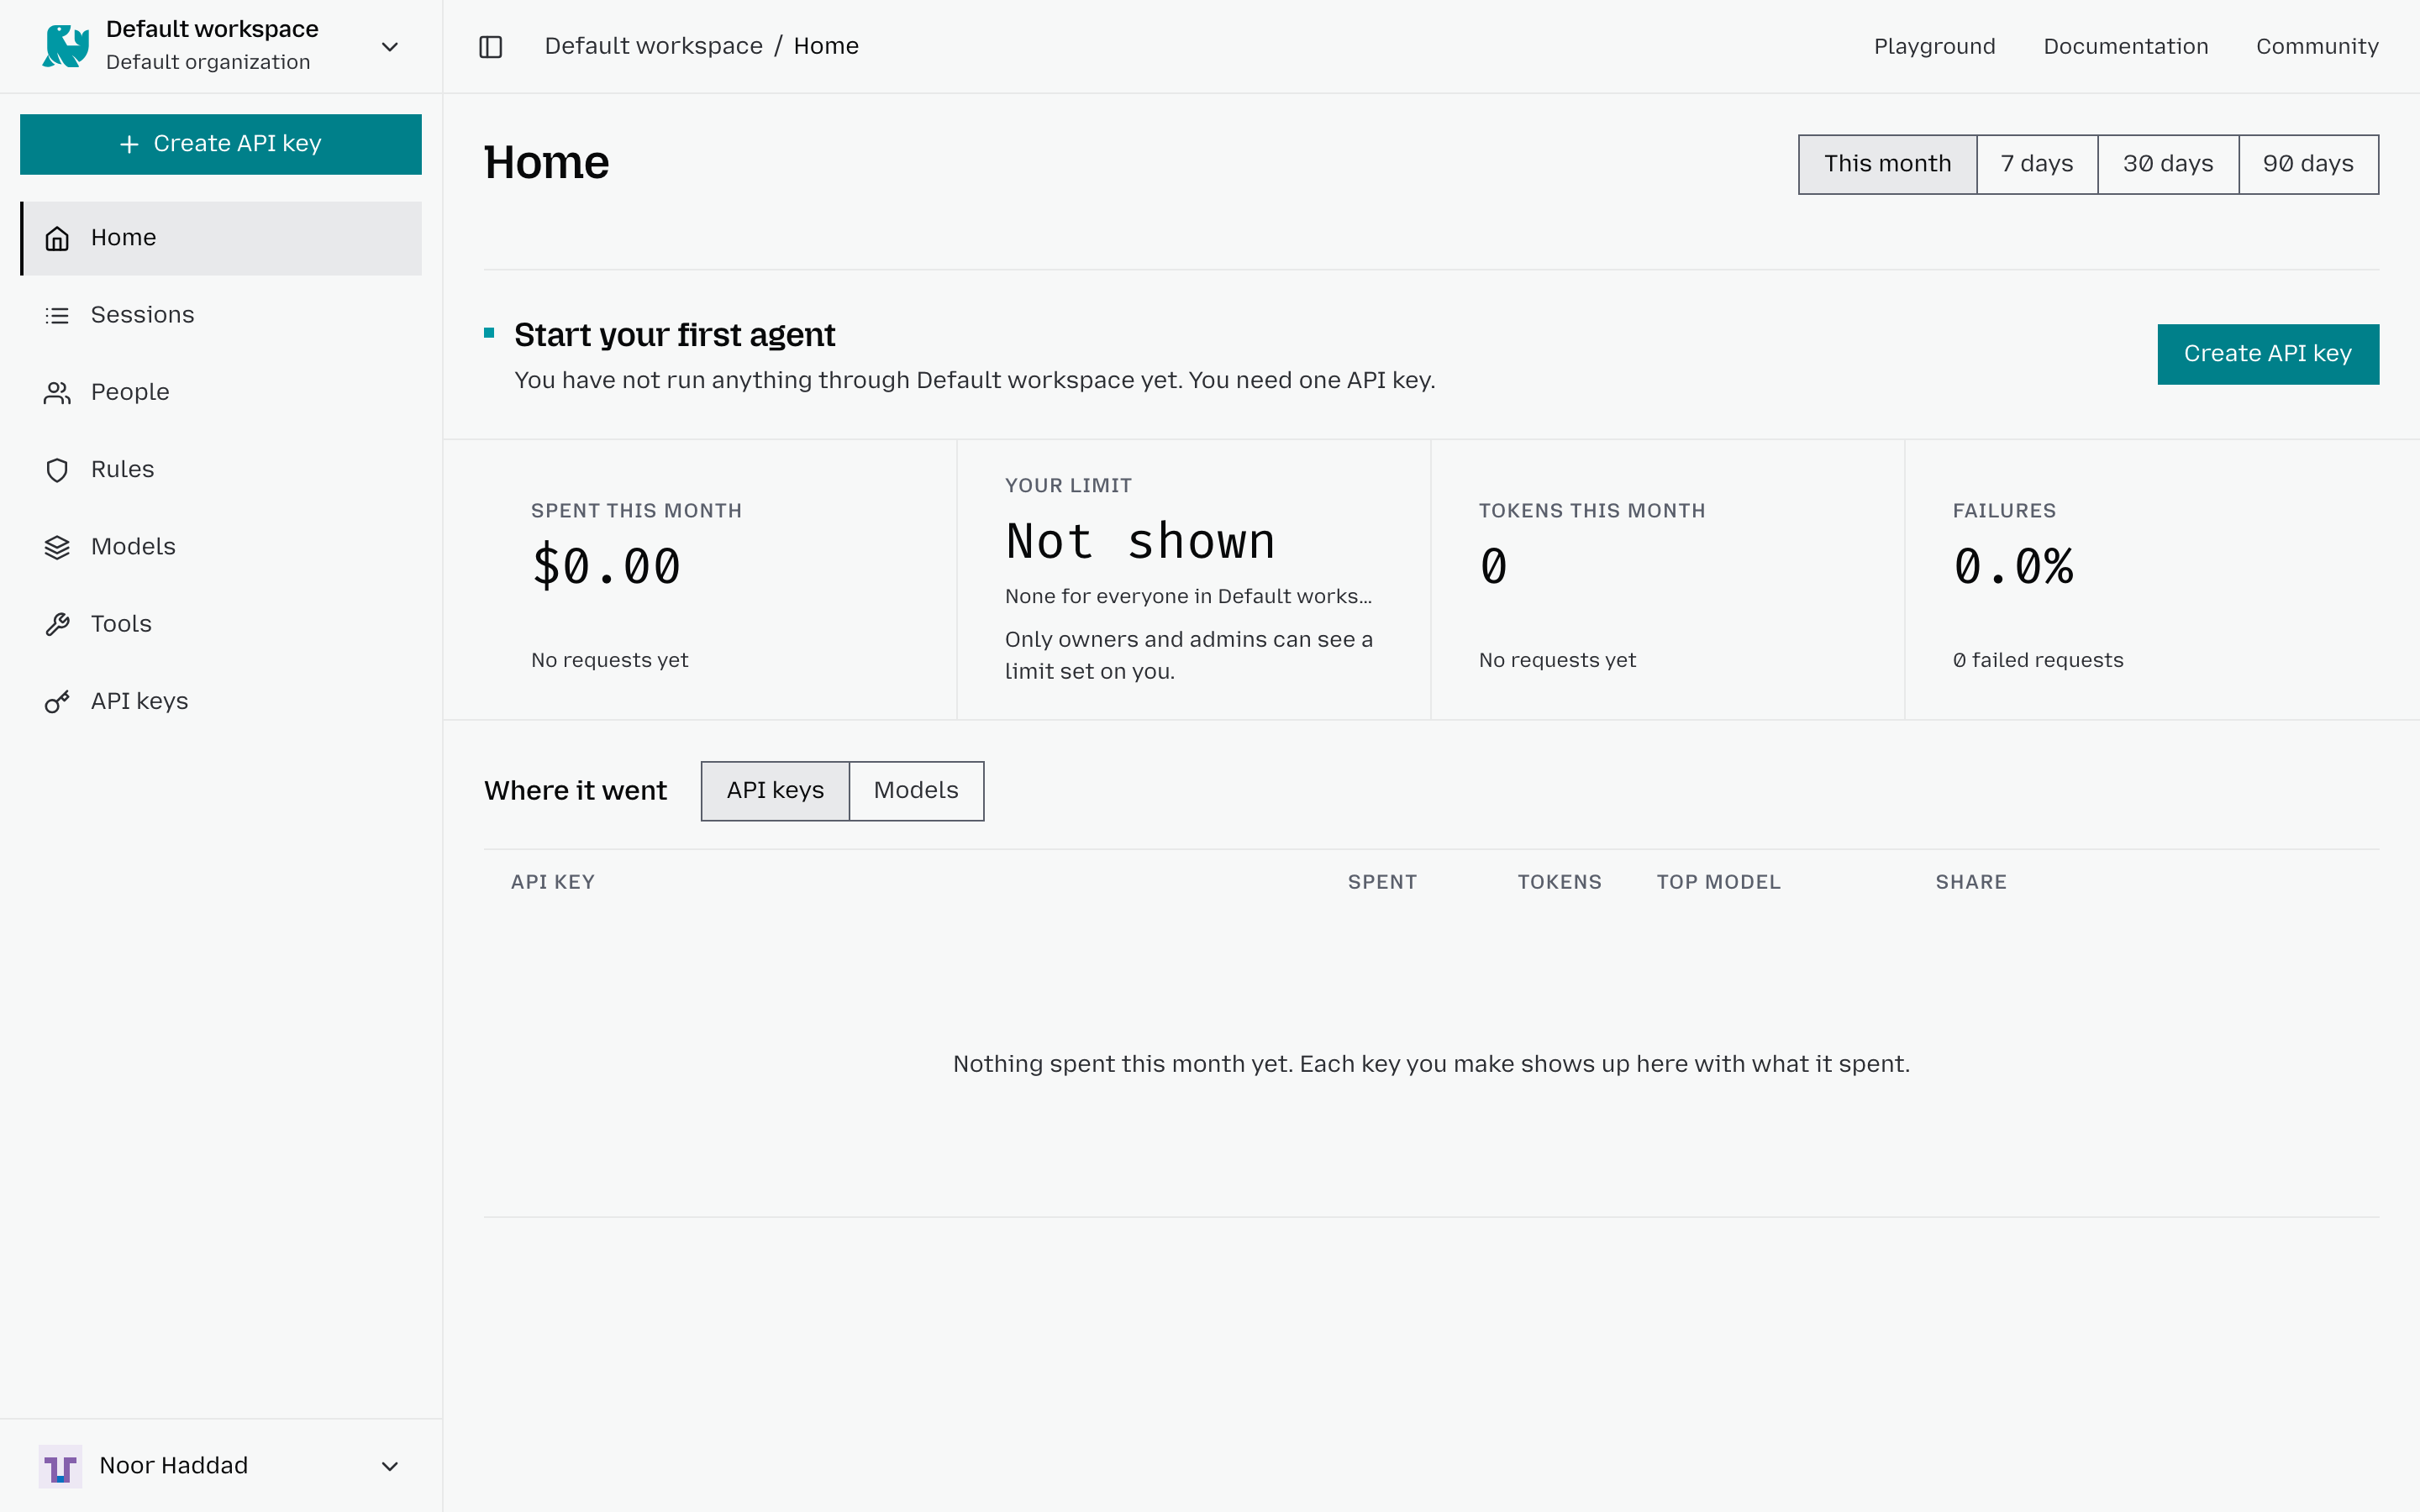 Default workspace
Default organization
Create API key
Home
Sessions
People
Rules
Models
Tools
API keys
Noor Haddad
Default workspace / Home
Playground
Documentation
Community
Home
This month
7 days
30 days
90 days
Start your first agent
You have not run anything through Default workspace yet. You need one API key.
Create API key
SPENT THIS MONTH
$0.00
No requests yet
YOUR LIMIT
Not shown
None for everyone in Default works...
Only owners and admins can see a
limit set on you.
TOKENS THIS MONTH
0
No requests yet
FAILURES
0.0%
0 failed requests
Where it went
API keys
Models
API KEY
SPENT
TOKENS
TOP MODEL
SHARE
Nothing spent this month yet. Each key you make shows up here with what it spent.